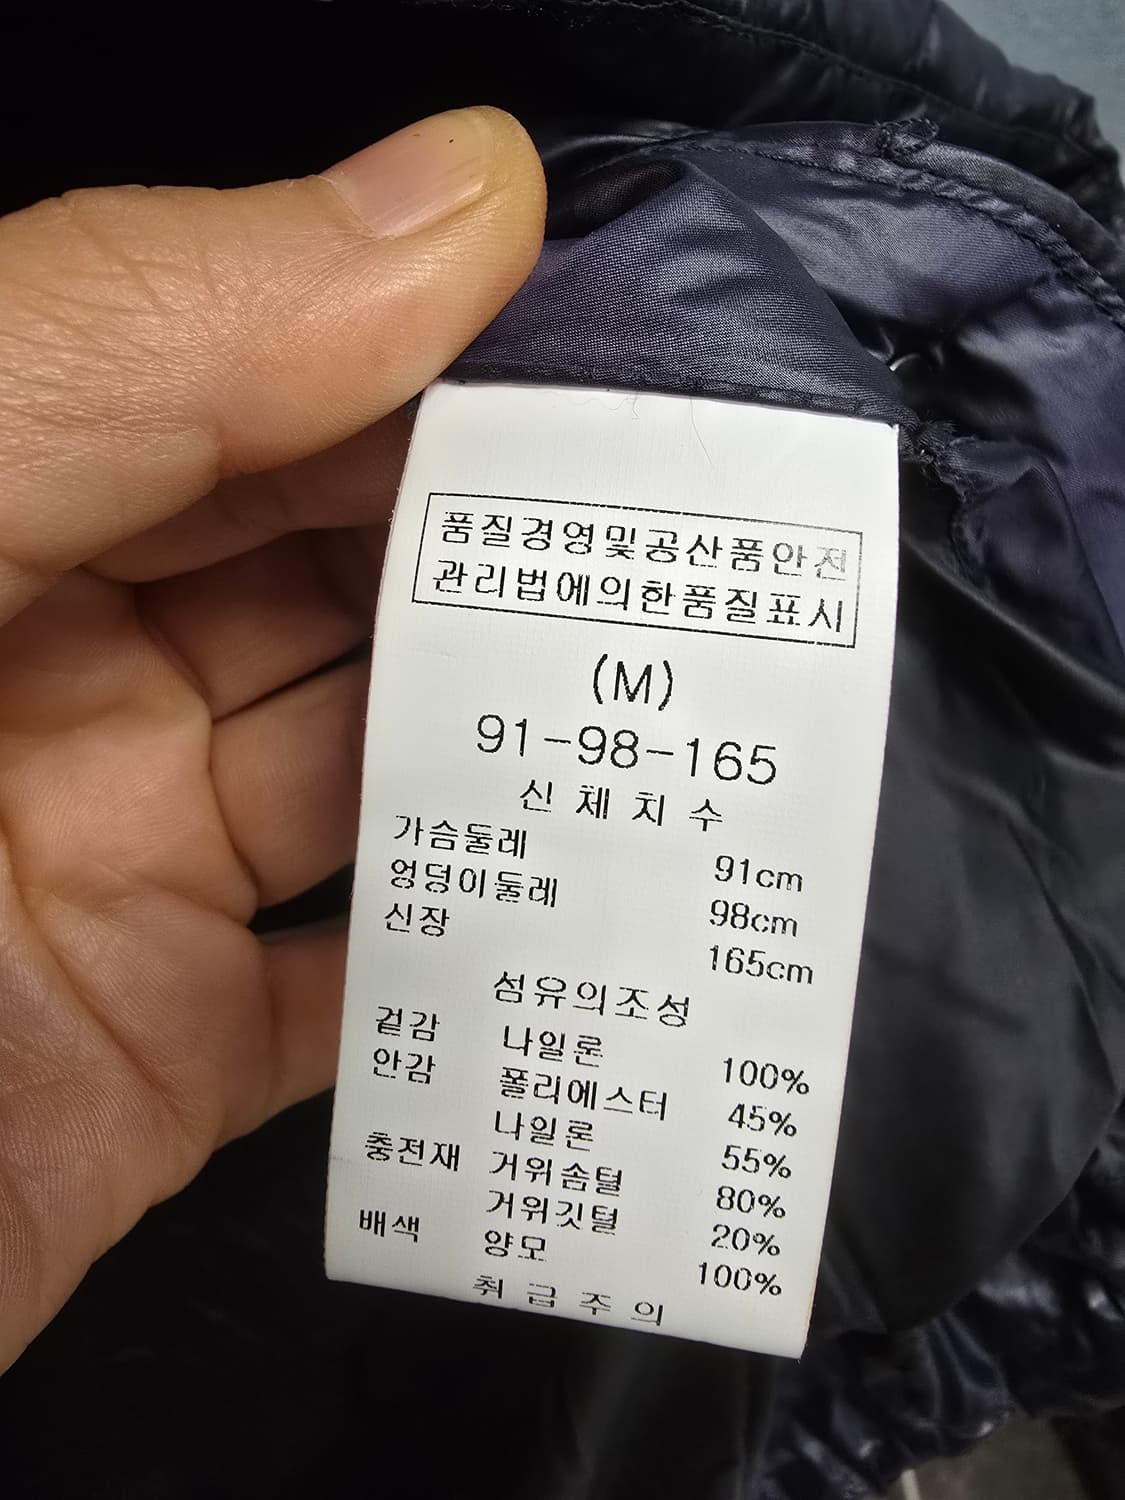 품질경영및공산품안전
관리법에의한품질표시
(M)
91-98-165
신 체 치 수
가슴둘레 91cm
엉덩이둘레 98cm
신장 165cm
섬유의조성
겉감 나일론 100%
안감 폴리에스터 45%
나일론 55%
충전재 거위솜털 80%
거위깃털 20%
배색 양모 100%
취 급 주 의